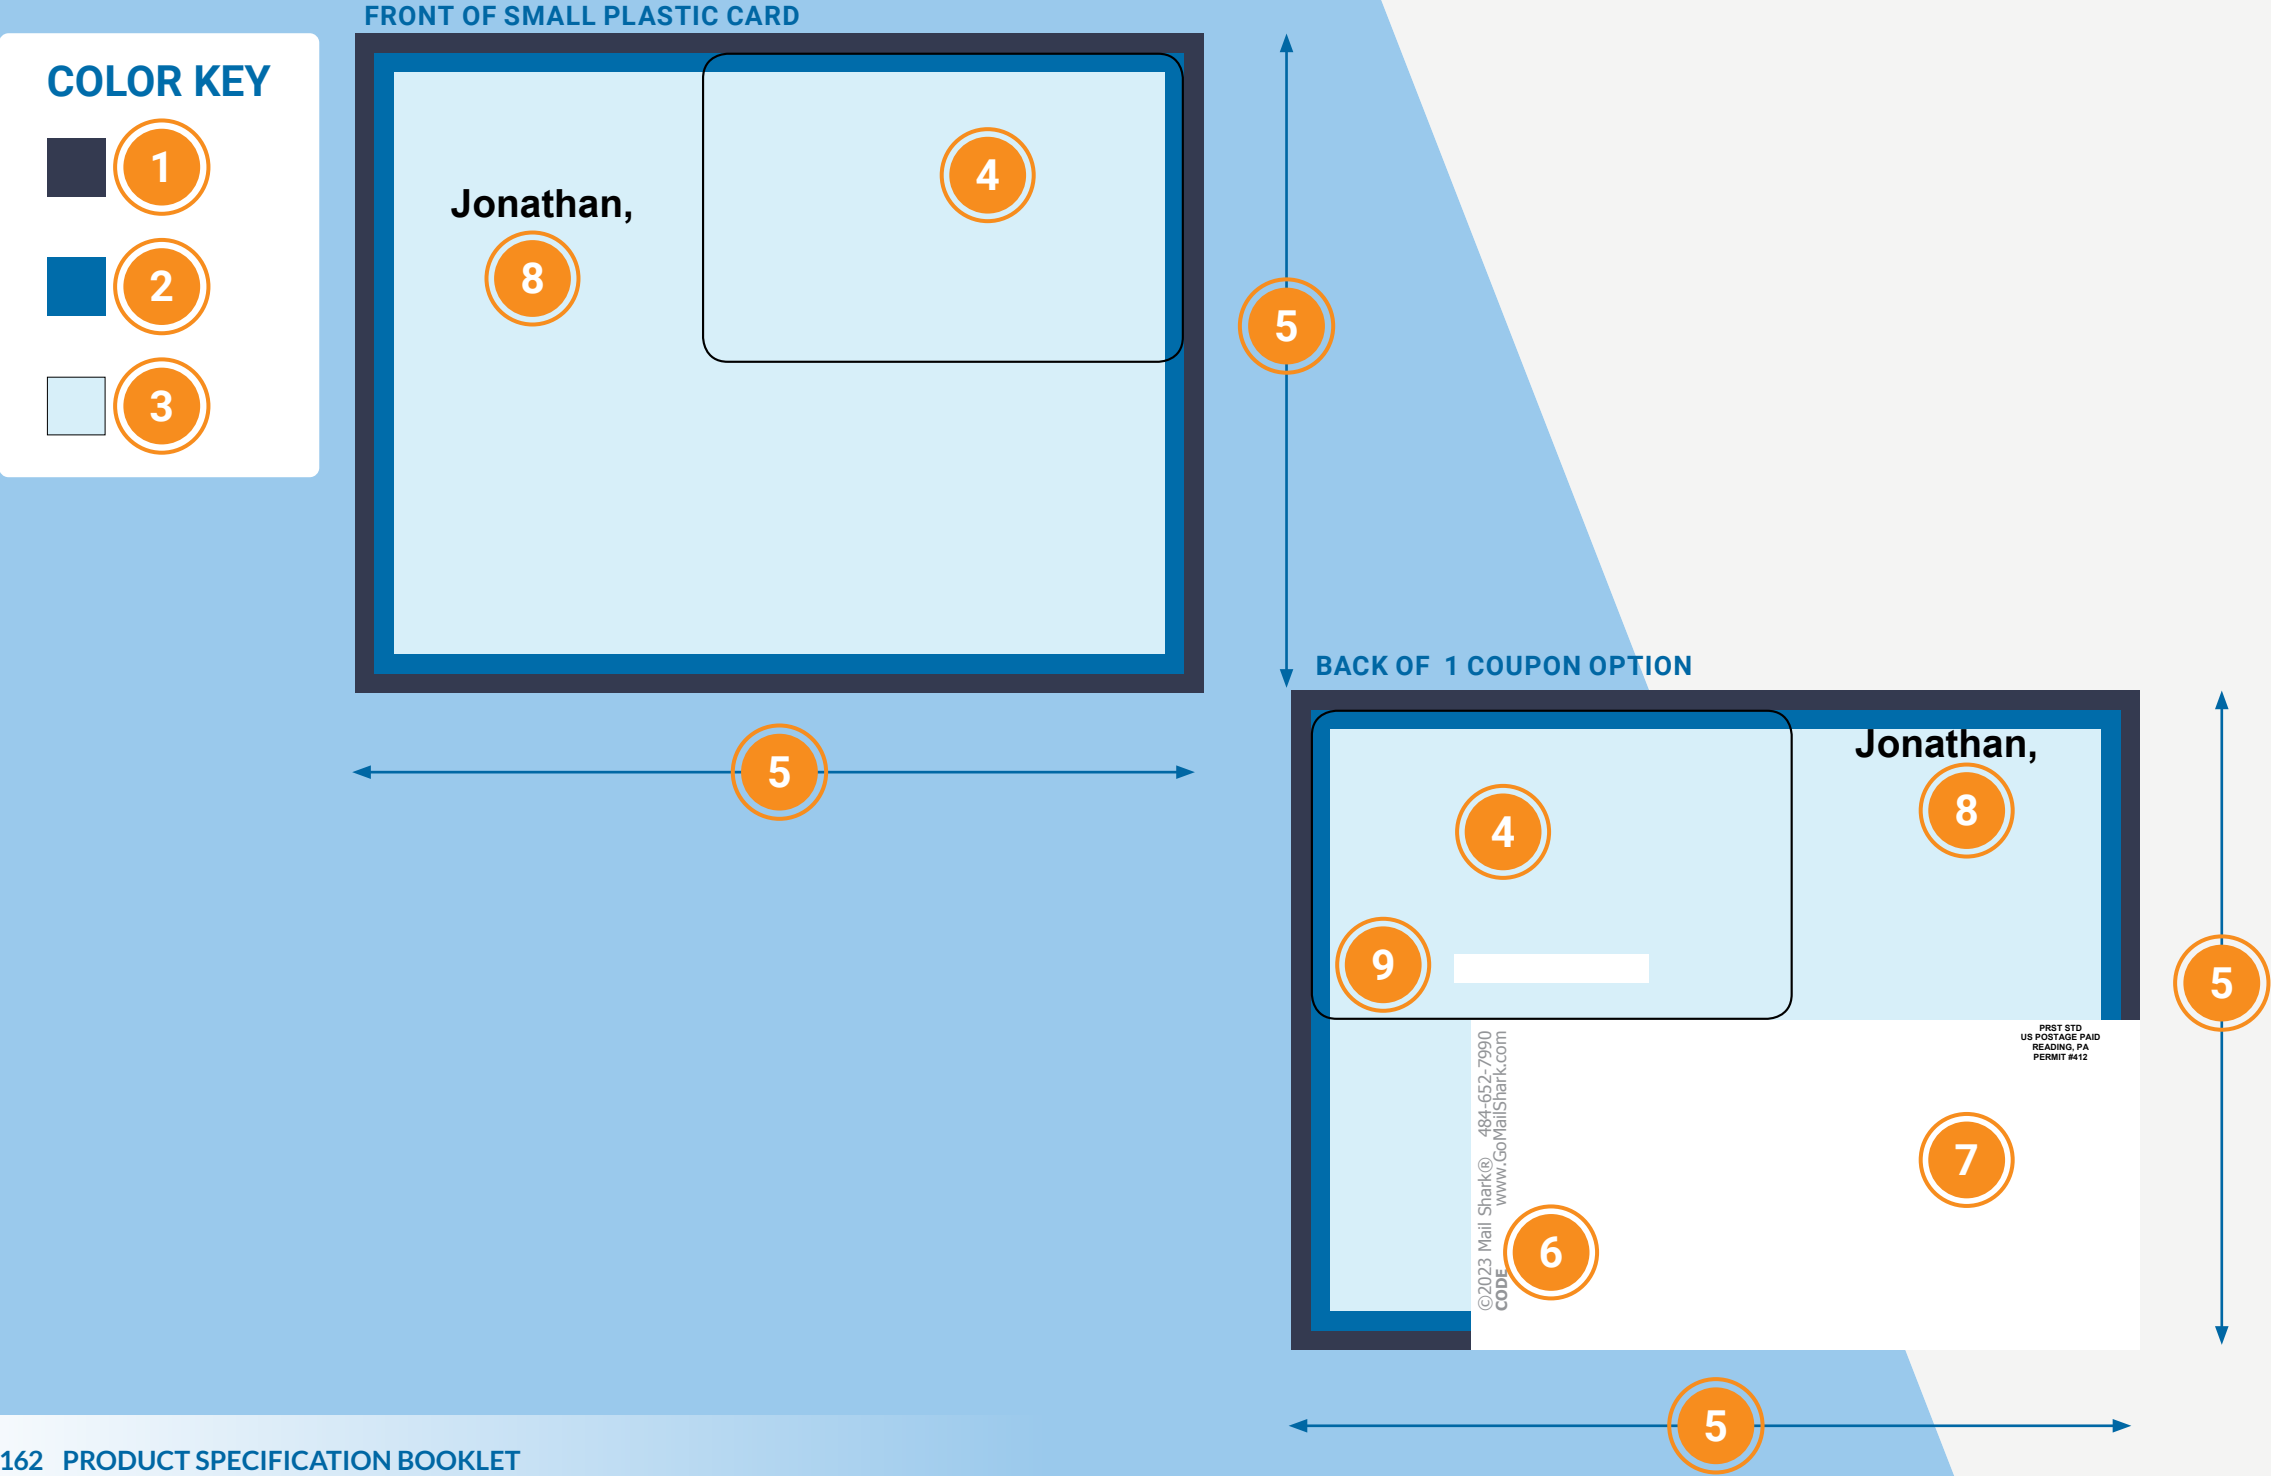 FRONT OF SMALL PLASTIC CARD
COLOR KEY
1
2
3
4
Jonathan,
8
5
5
BACK OF 1 COUPON OPTION
Jonathan,
4
8
9
5
PRST STD
US POSTAGE PAID
READING, PA
PERMIT #412
©2023 Mail Shark® 484-652-7990
CODE www.GoMailShark.com
7
6
5
162 PRODUCT SPECIFICATION BOOKLET